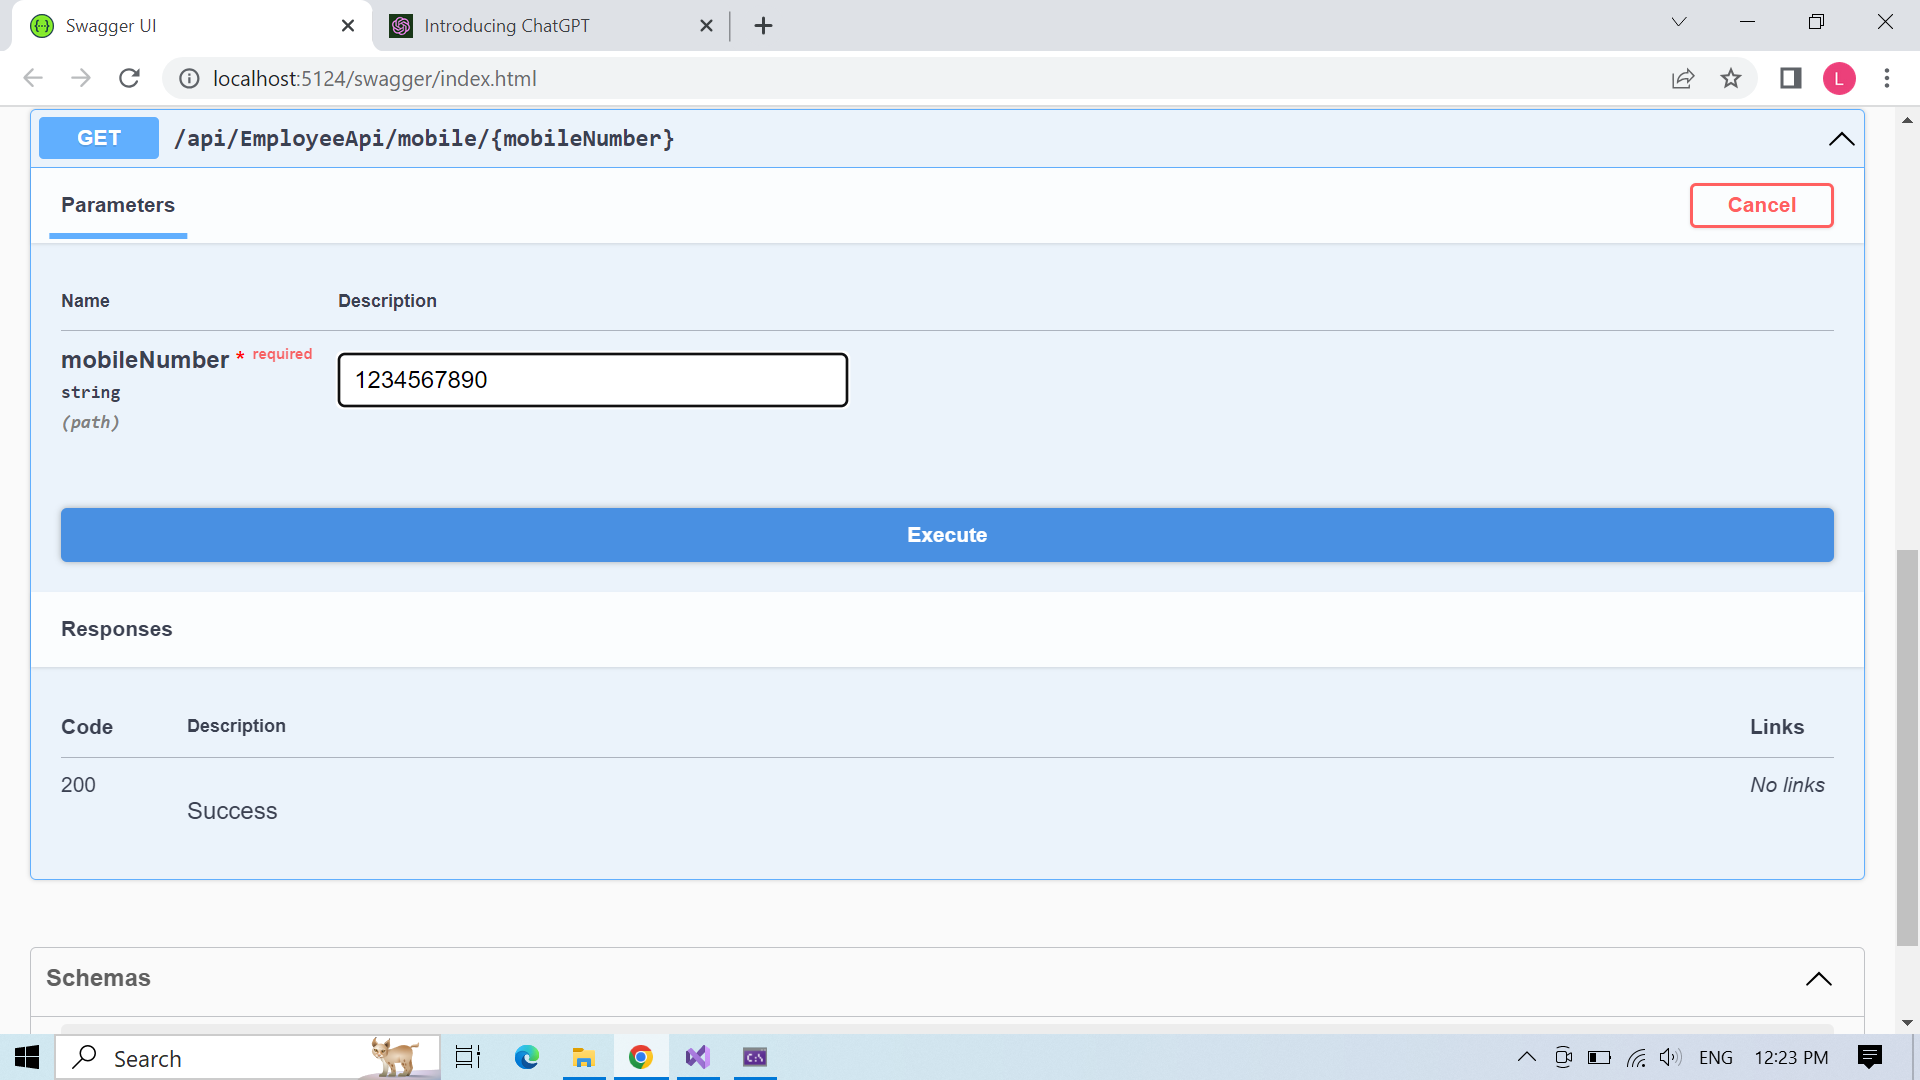 Swagger UI
Introducing ChatGPT
localhost:5124/swagger/index.html
L
GET /api/EmployeeApi/mobile/{mobileNumber}
Parameters
Cancel
Name Description
mobileNumber * required
1234567890
string
(path)
Execute
Responses
Code Description Links
200 No links
Success
Schemas
Search
C:\
ENG 12:23 PM